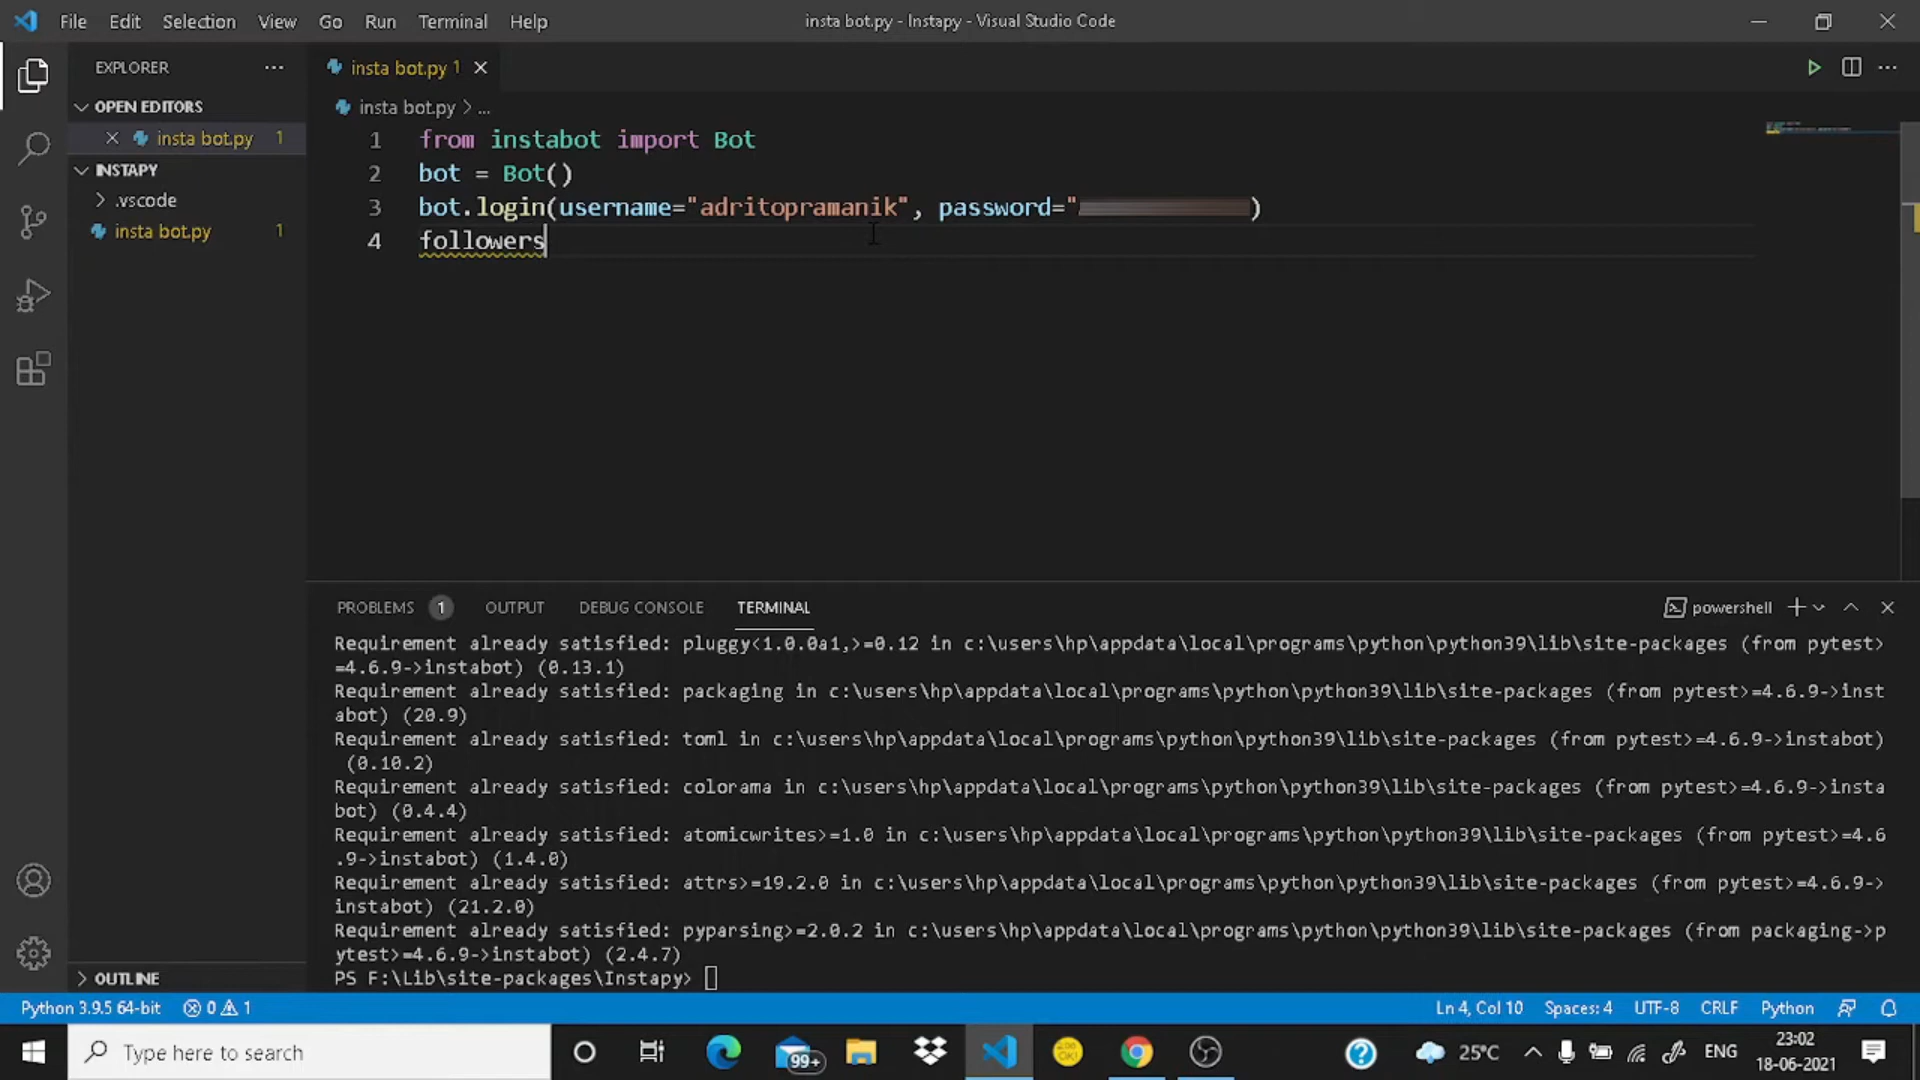 File Edit Selection View Go Run Terminal Help
insta bot.py - Instapy - Visual Studio Code
EXPLORER
OPEN EDITORS
insta bot.py 1
INSTAPY
.vscode
insta bot.py 1
OUTLINE
insta bot.py 1
insta bot.py > ...
1 from instabot import Bot
2 bot = Bot()
3 bot.login(username="adritopramanik", password=" )
4 followers
PROBLEMS 1 OUTPUT DEBUG CONSOLE TERMINAL
powershell
Requirement already satisfied: pluggy<1.0.0a1,>=0.12 in c:\users\hp\appdata\local\programs\python\python39\lib\site-packages (from pytest>
=4.6.9->instabot) (0.13.1)
Requirement already satisfied: packaging in c:\users\hp\appdata\local\programs\python\python39\lib\site-packages (from pytest>=4.6.9->inst
abot) (20.9)
Requirement already satisfied: toml in c:\users\hp\appdata\local\programs\python\python39\lib\site-packages (from pytest>=4.6.9->instabot)
(0.10.2)
Requirement already satisfied: colorama in c:\users\hp\appdata\local\programs\python\python39\lib\site-packages (from pytest>=4.6.9->insta
bot) (0.4.4)
Requirement already satisfied: atomicwrites>=1.0 in c:\users\hp\appdata\local\programs\python\python39\lib\site-packages (from pytest>=4.6
.9->instabot) (1.4.0)
Requirement already satisfied: attrs>=19.2.0 in c:\users\hp\appdata\local\programs\python\python39\lib\site-packages (from pytest>=4.6.9->
instabot) (21.2.0)
Requirement already satisfied: pyparsing>=2.0.2 in c:\users\hp\appdata\local\programs\python\python39\lib\site-packages (from packaging->p
ytest>=4.6.9->instabot) (2.4.7)
PS F:\Lib\site-packages\Instapy>
Python 3.9.5 64-bit 0 1
Ln 4, Col 10 Spaces: 4 UTF-8 CRLF Python
Type here to search
99+
25°C
ENG
23:02
18-06-2021